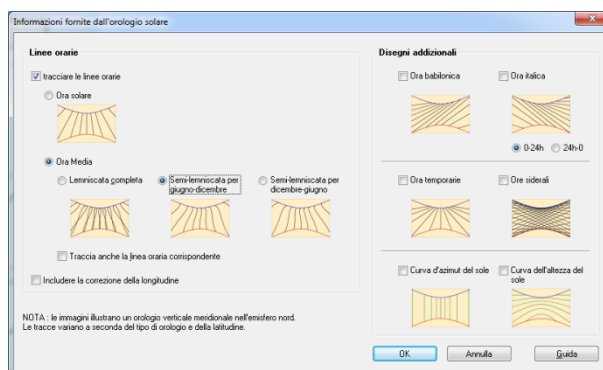 Informazioni fornite dall'orologio solare
Linee orarie
tracciare le linee orarie
Ora solare
Ora Media
Lemniscata completa
Semi-lemniscata per
giugno-dicembre
Semi-lemniscata per
dicembre-giugno
Traccia anche la linea oraria corrispondente
Includere la correzione della longitudine
NOTA : le immagini illustrano un orologio verticale meridionale nell'emisfero nord.
Le tracce variano a seconda del tipo di orologio e della latitudine.
Disegni addizionali
Ora babilonica
Ora italica
0-24h
24h-0
Ora temporarie
Ore siderali
Curva d'azimut del sole
Curva dell'altezza del
sole
OK
Annulla
Guida